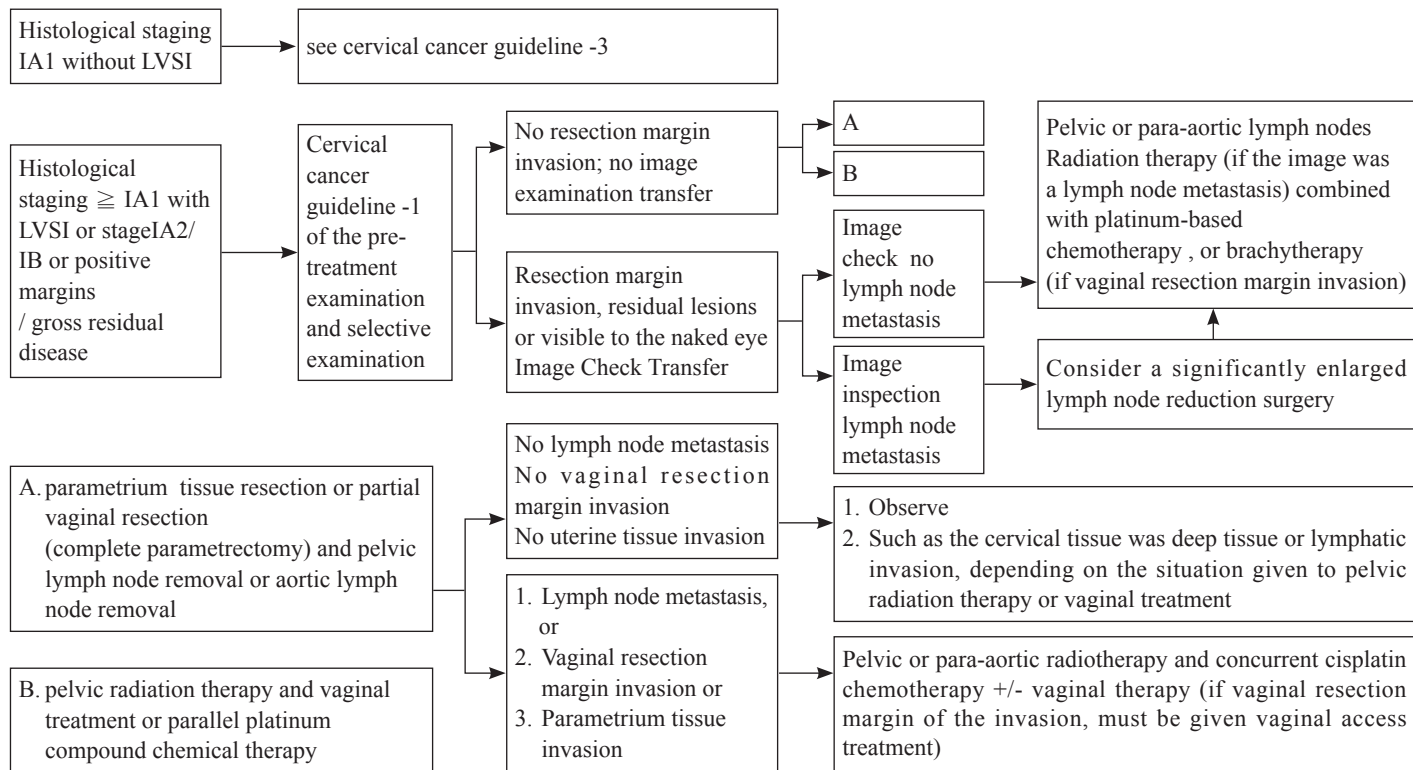 Histological staging
IA1 without LVSI
see cervical cancer guideline -3
Histological
staging ≧ IA1 with
LVSI or stageIA2/
IB or positive
margins
/ gross residual
disease
Cervical
cancer
guideline -1
of the pre-
treatment
examination
and selective
examination
No resection margin
invasion; no image
examination transfer
A
B
Resection margin
invasion, residual lesions
or visible to the naked eye
Image Check Transfer
Image
check no
lymph node
metastasis
Image
inspection
lymph node
metastasis
Pelvic or para-aortic lymph nodes
Radiation therapy (if the image was
a lymph node metastasis) combined
with platinum-based
chemotherapy , or brachytherapy
(if vaginal resection margin invasion)
Consider a significantly enlarged
lymph node reduction surgery
A. parametrium tissue resection or partial
vaginal resection
(complete parametrectomy) and pelvic
lymph node removal or aortic lymph
node removal
No lymph node metastasis
No vaginal resection
margin invasion
No uterine tissue invasion
1. Observe
2. Such as the cervical tissue was deep tissue or lymphatic
invasion, depending on the situation given to pelvic
radiation therapy or vaginal treatment
1. Lymph node metastasis,
or
2. Vaginal resection
margin invasion or
3. Parametrium tissue
invasion
Pelvic or para-aortic radiotherapy and concurrent cisplatin
chemotherapy +/- vaginal therapy (if vaginal resection
margin of the invasion, must be given vaginal access
treatment)
B. pelvic radiation therapy and vaginal
treatment or parallel platinum
compound chemical therapy